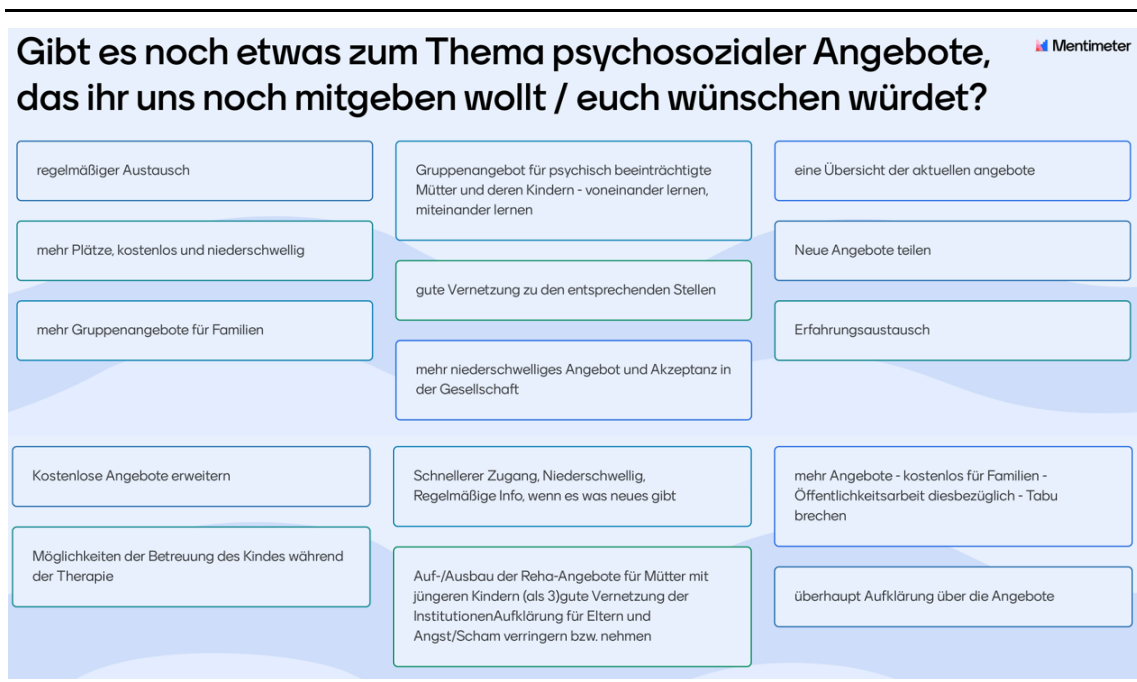 Gibt es noch etwas zum Thema psychosozialer Angebote,
das ihr uns noch mitgeben wollt / euch wünschen würdet?
Mentimeter
regelmäßiger Austausch
mehr Plätze, kostenlos und niederschwellig
mehr Gruppenangebote für Familien
Gruppenangebot für psychisch beeinträchtigte
Mütter und deren Kindern - voneinander lernen,
miteinander lernen
gute Vernetzung zu den entsprechenden Stellen
mehr niederschwelliges Angebot und Akzeptanz in
der Gesellschaft
eine Übersicht der aktuellen angebote
Neue Angebote teilen
Erfahrungsaustausch
Kostenlose Angebote erweitern
Möglichkeiten der Betreuung des Kindes während
der Therapie
Schnellerer Zugang, Niederschwellig,
Regelmäßige Info, wenn es was neues gibt
Auf-/Ausbau der Reha-Angebote für Mütter mit
jüngeren Kindern (als 3)gute Vernetzung der
InstitutionenAufklärung für Eltern und
Angst/Scham verringern bzw. nehmen
mehr Angebote - kostenlos für Familien -
Öffentlichkeitsarbeit diesbezüglich - Tabu
brechen
überhaupt Aufklärung über die Angebote